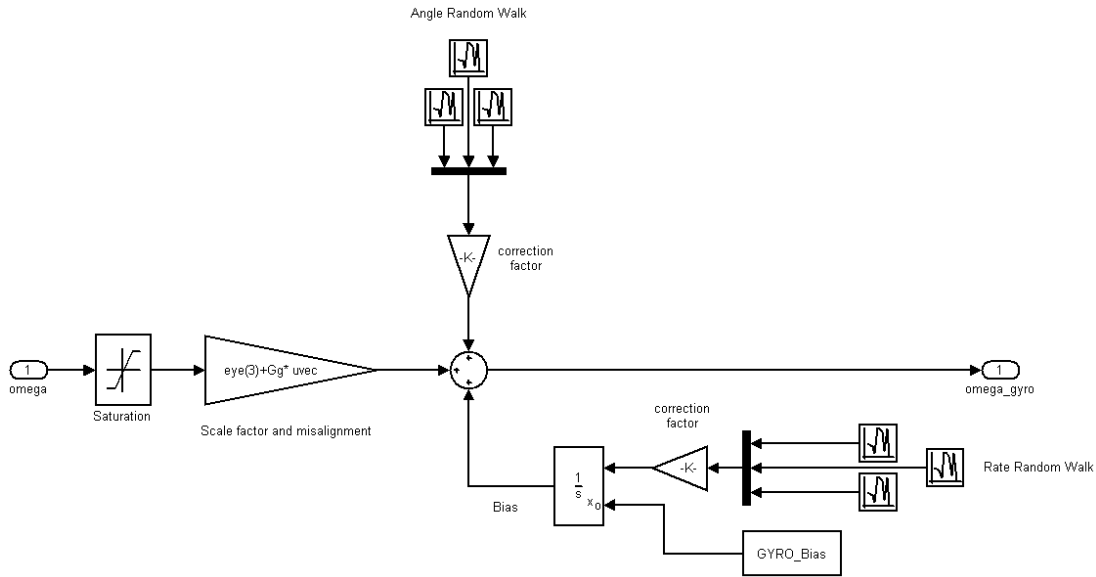 Angle Random Walk
-K-
correction
factor
1
omega
Saturation
eye(3)+Gg* uvec
Scale factor and misalignment
+
+
+
1
omega_gyro
correction
factor
-K-
Rate Random Walk
1
s
x0
Bias
GYRO_Bias